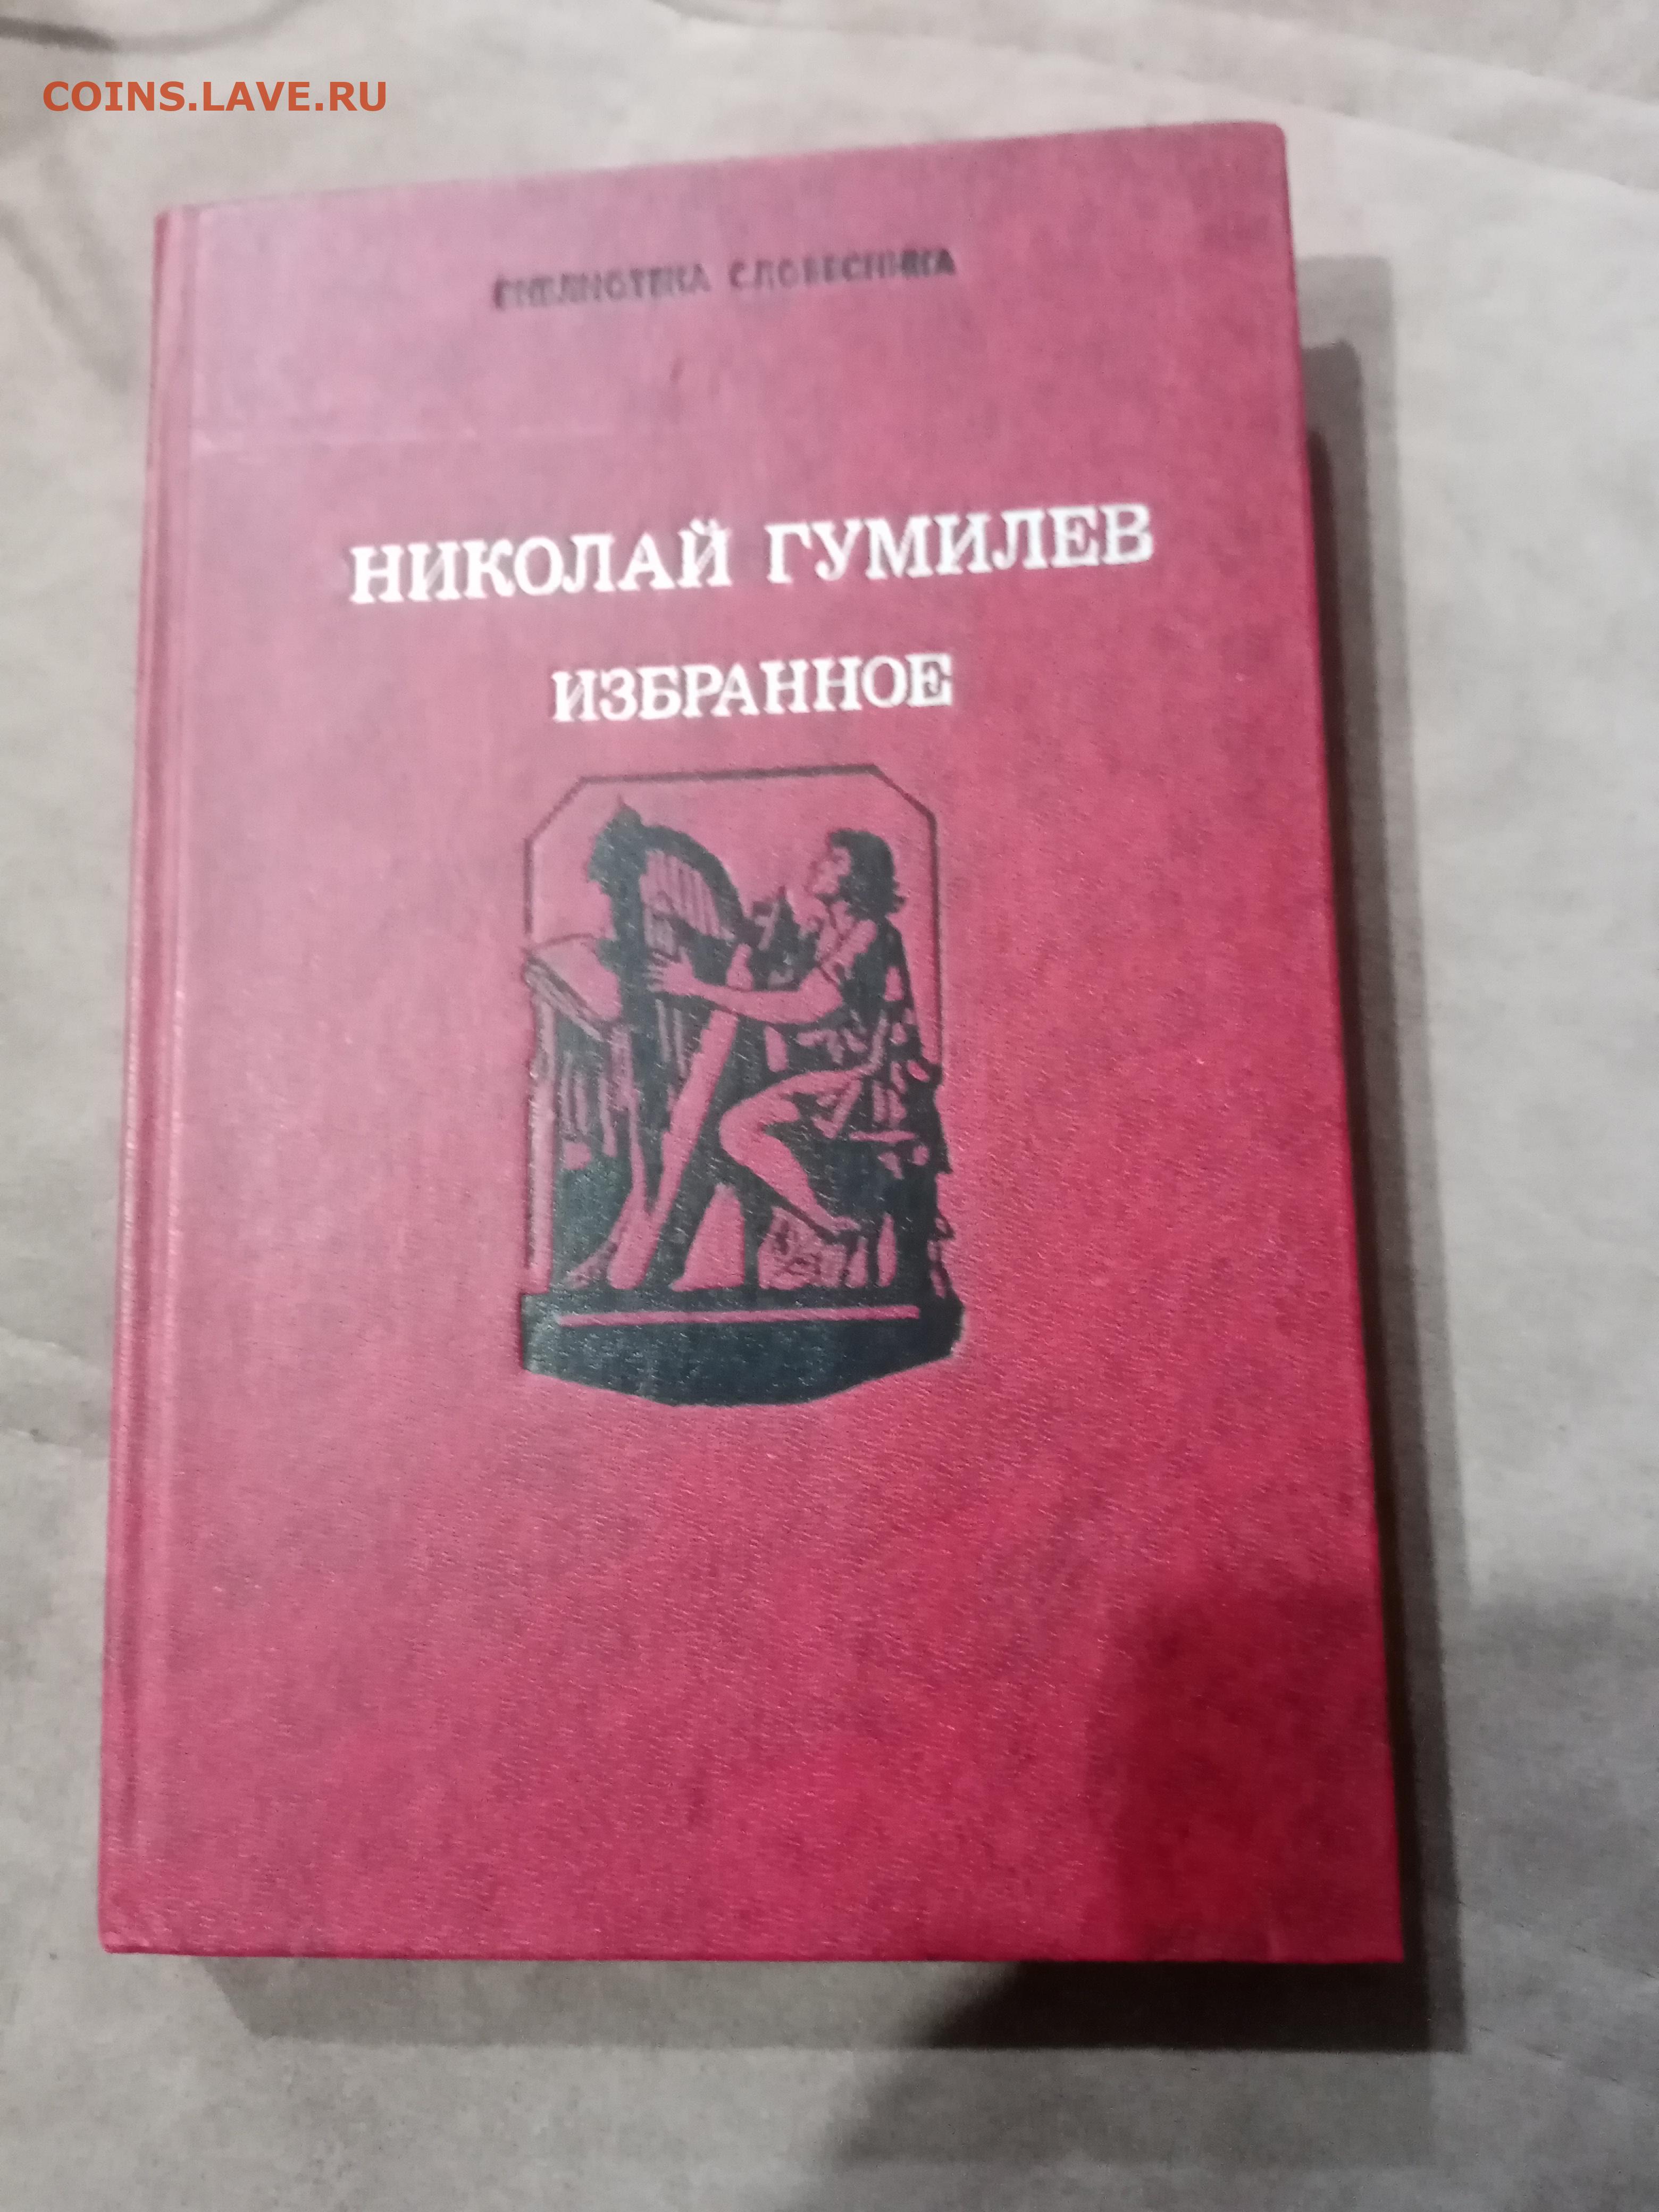 COINS.LAVE.RU
БИБЛИОТЕКА СЛОВЕСНИКА
НИКОЛАЙ ГУМИЛЕВ
ИЗБРАННОЕ